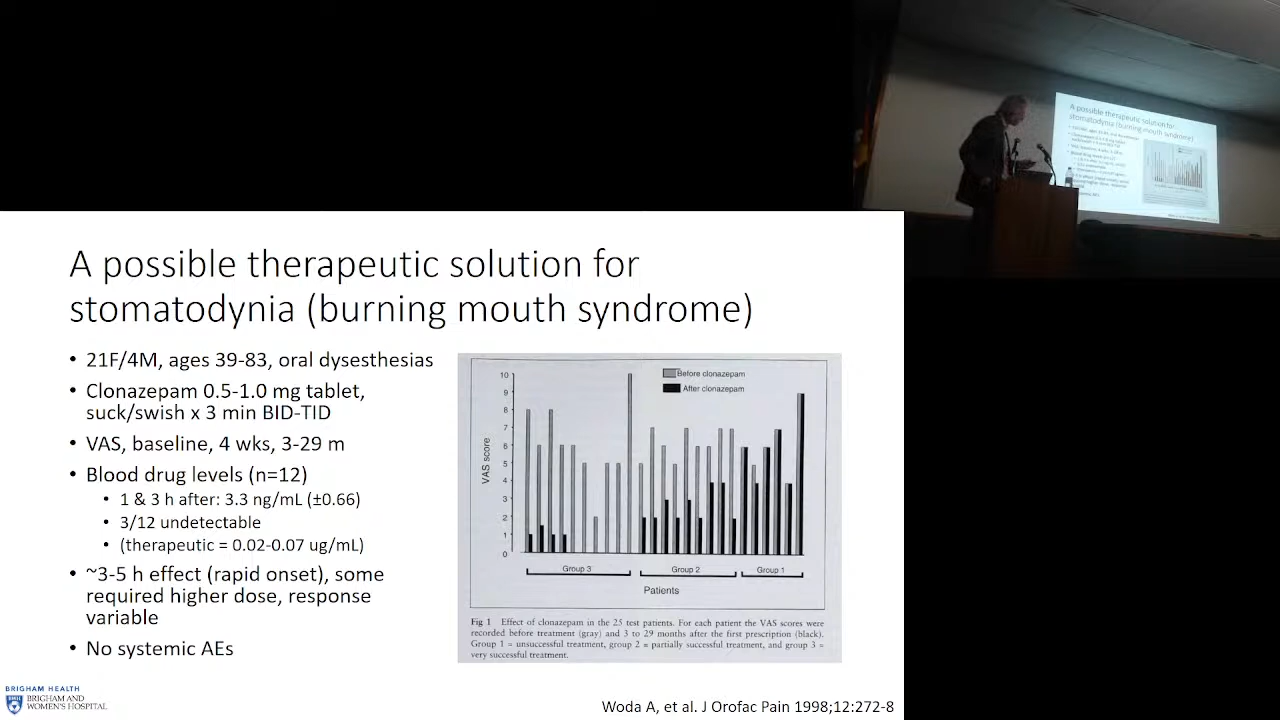 A possible therapeutic solution for
stomatodynia (burning mouth syndrome)
• 21F/4M, ages 39-83, oral dysesthesias
• Clonazepam 0.5-1.0 mg tablet,
suck/swish x 3 min BID-TID
• VAS, baseline, 4 wks, 3-29 m
• Blood drug levels (n=12)
• 1 & 3 h after: 3.3 ng/mL (±0.66)
• 3/12 undetectable
• (therapeutic = 0.02-0.07 ug/mL)
• ~3-5 h effect (rapid onset), some
required higher dose, response
variable
• No systemic AEs
Before clonazepam
After clonazepam
VAS score
10
9
8
7
6
5
4
3
2
1
0
Group 3
Group 2
Group 1
Patients
Fig 1 Effect of clonazepam in the 25 test patients. For each patient the VAS scores were
recorded before treatment (gray) and 3 to 29 months after the first prescription (black).
Group 1 = unsuccessful treatment, group 2 = partially successful treatment, and group 3 =
very successful treatment.
BRIGHAM HEALTH
BRIGHAM AND
WOMEN'S HOSPITAL
Woda A, et al. J Orofac Pain 1998;12:272-8
A possible therapeutic solution for
stomatodynia (burning mouth syndrome)